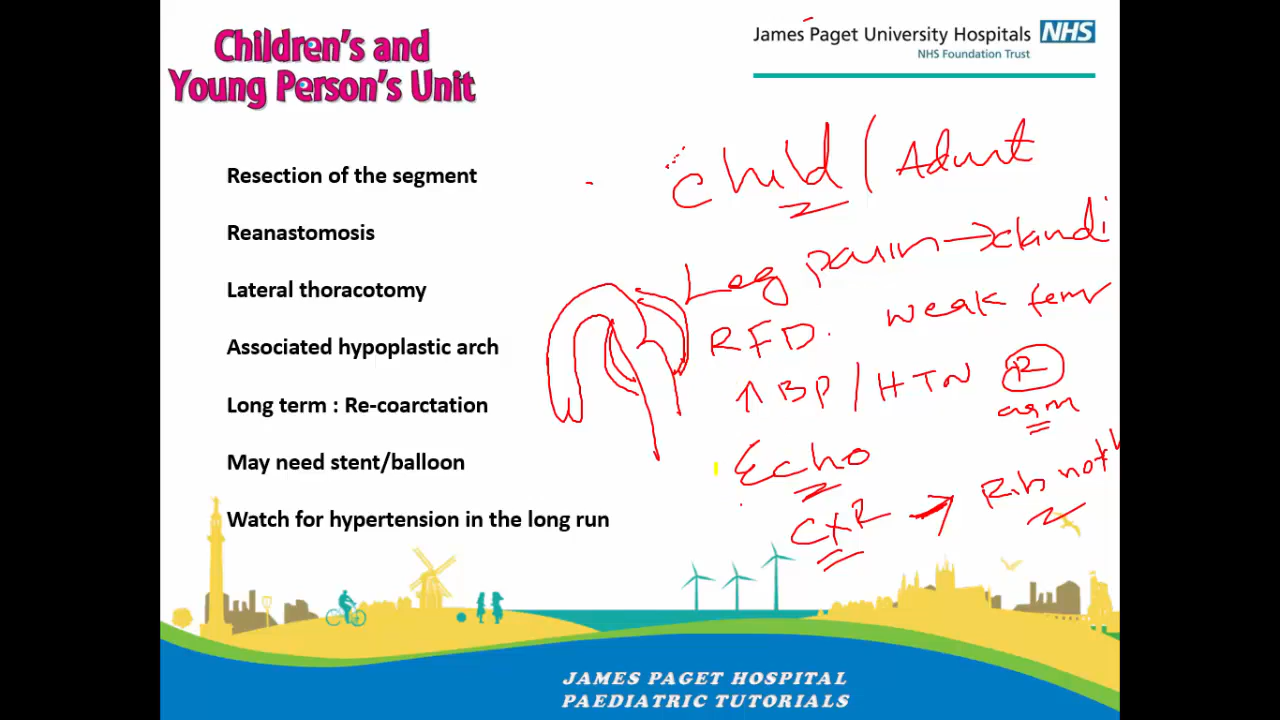 Children's and
Young Person's Unit
James Paget University Hospitals NHS
NHS Foundation Trust
Resection of the segment
Reanastomosis
Lateral thoracotomy
Associated hypoplastic arch
Long term : Re-coarctation
May need stent/balloon
Watch for hypertension in the long run
Child / Adult
Leg pain → claudi
RFD. weak femr
↑ BP / HTN R
arm
Echo
CXR → Rib notch
JAMES PAGET HOSPITAL
PAEDIATRIC TUTORIALS